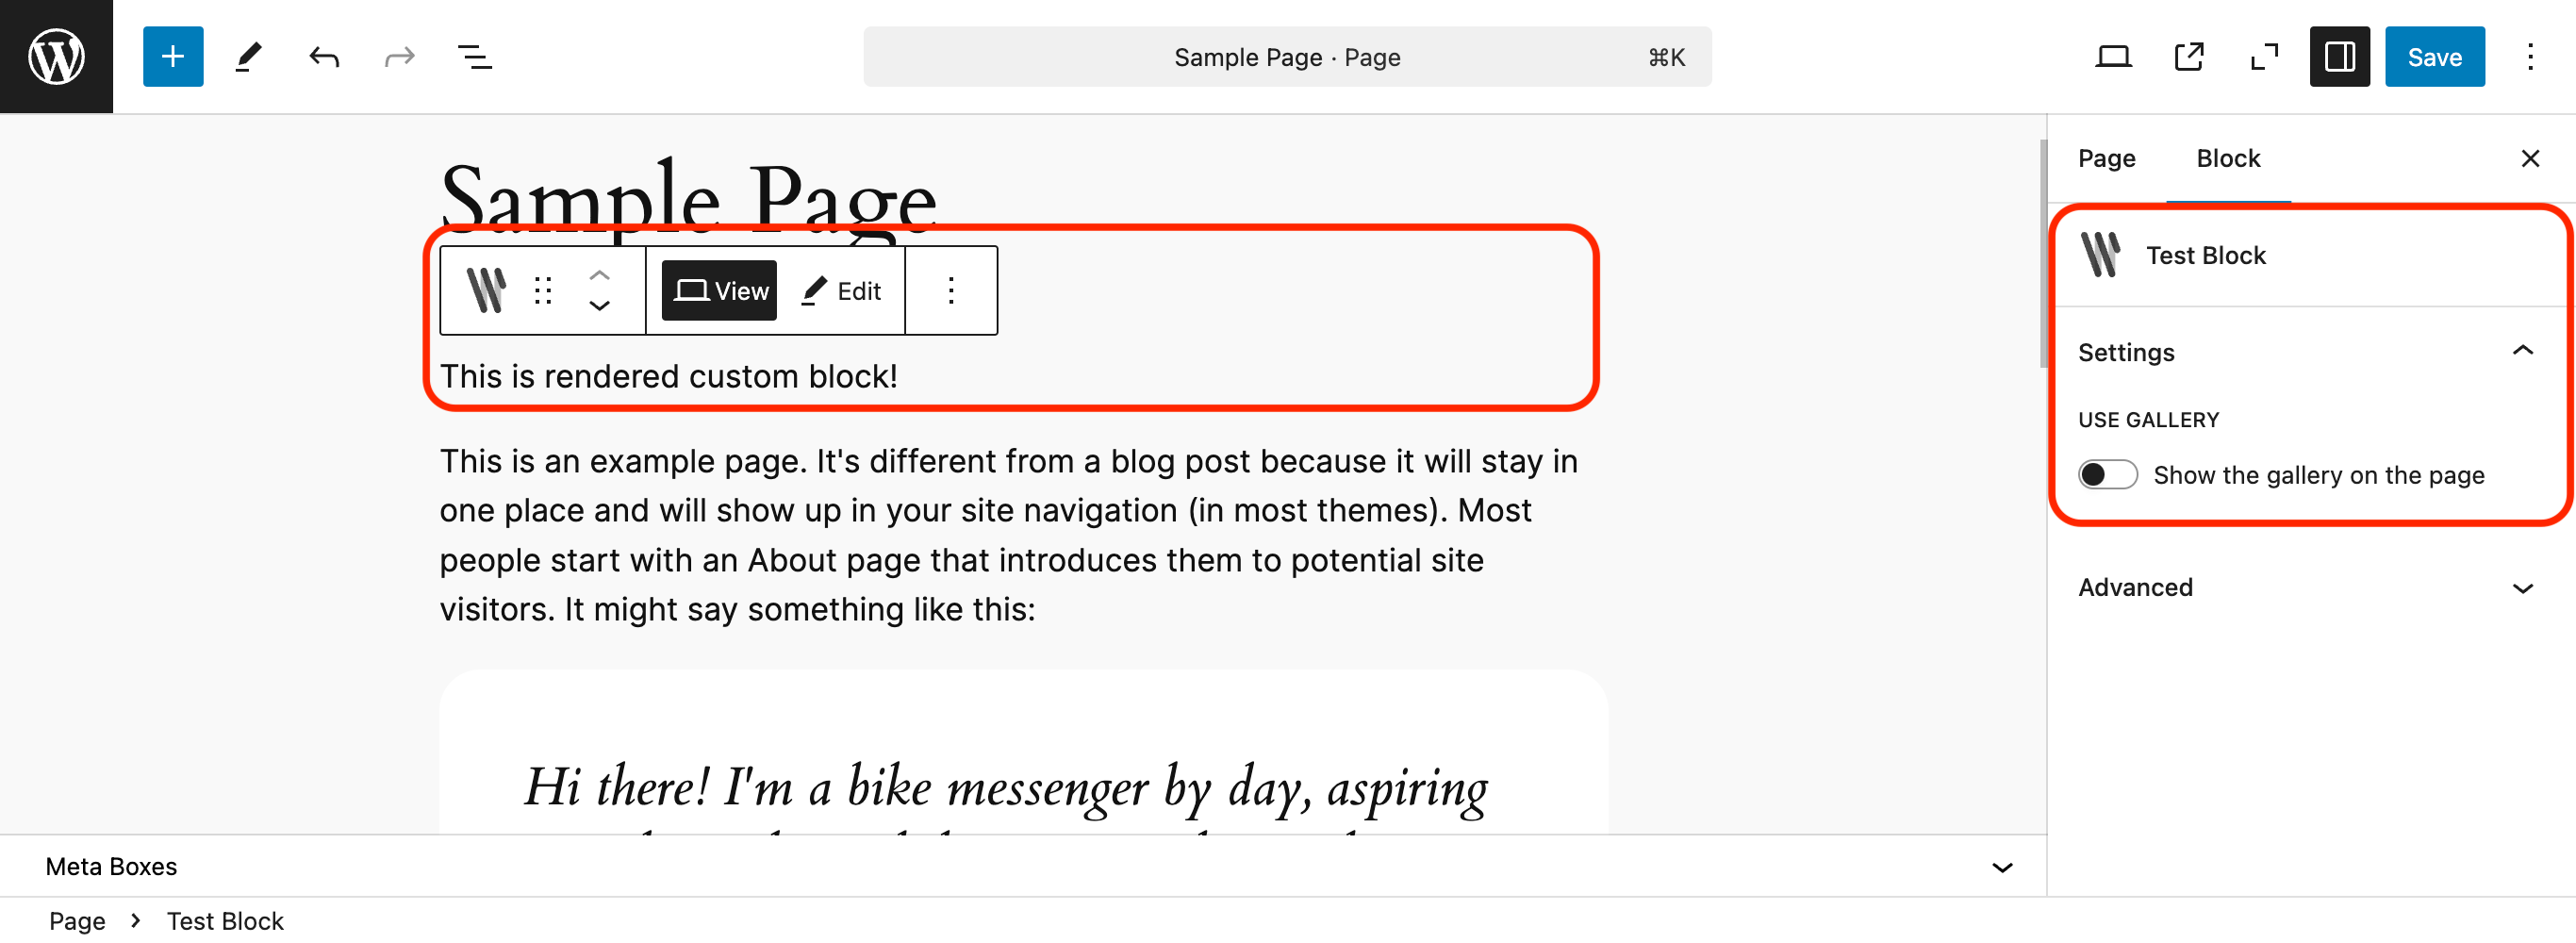 Sample Page · Page ⌘K
Save
Sample Page
View Edit
This is rendered custom block!
This is an example page. It's different from a blog post because it will stay in
one place and will show up in your site navigation (in most themes). Most
people start with an About page that introduces them to potential site
visitors. It might say something like this:
Hi there! I'm a bike messenger by day, aspiring
Page Block
Test Block
Settings
USE GALLERY
Show the gallery on the page
Advanced
Meta Boxes
Page > Test Block